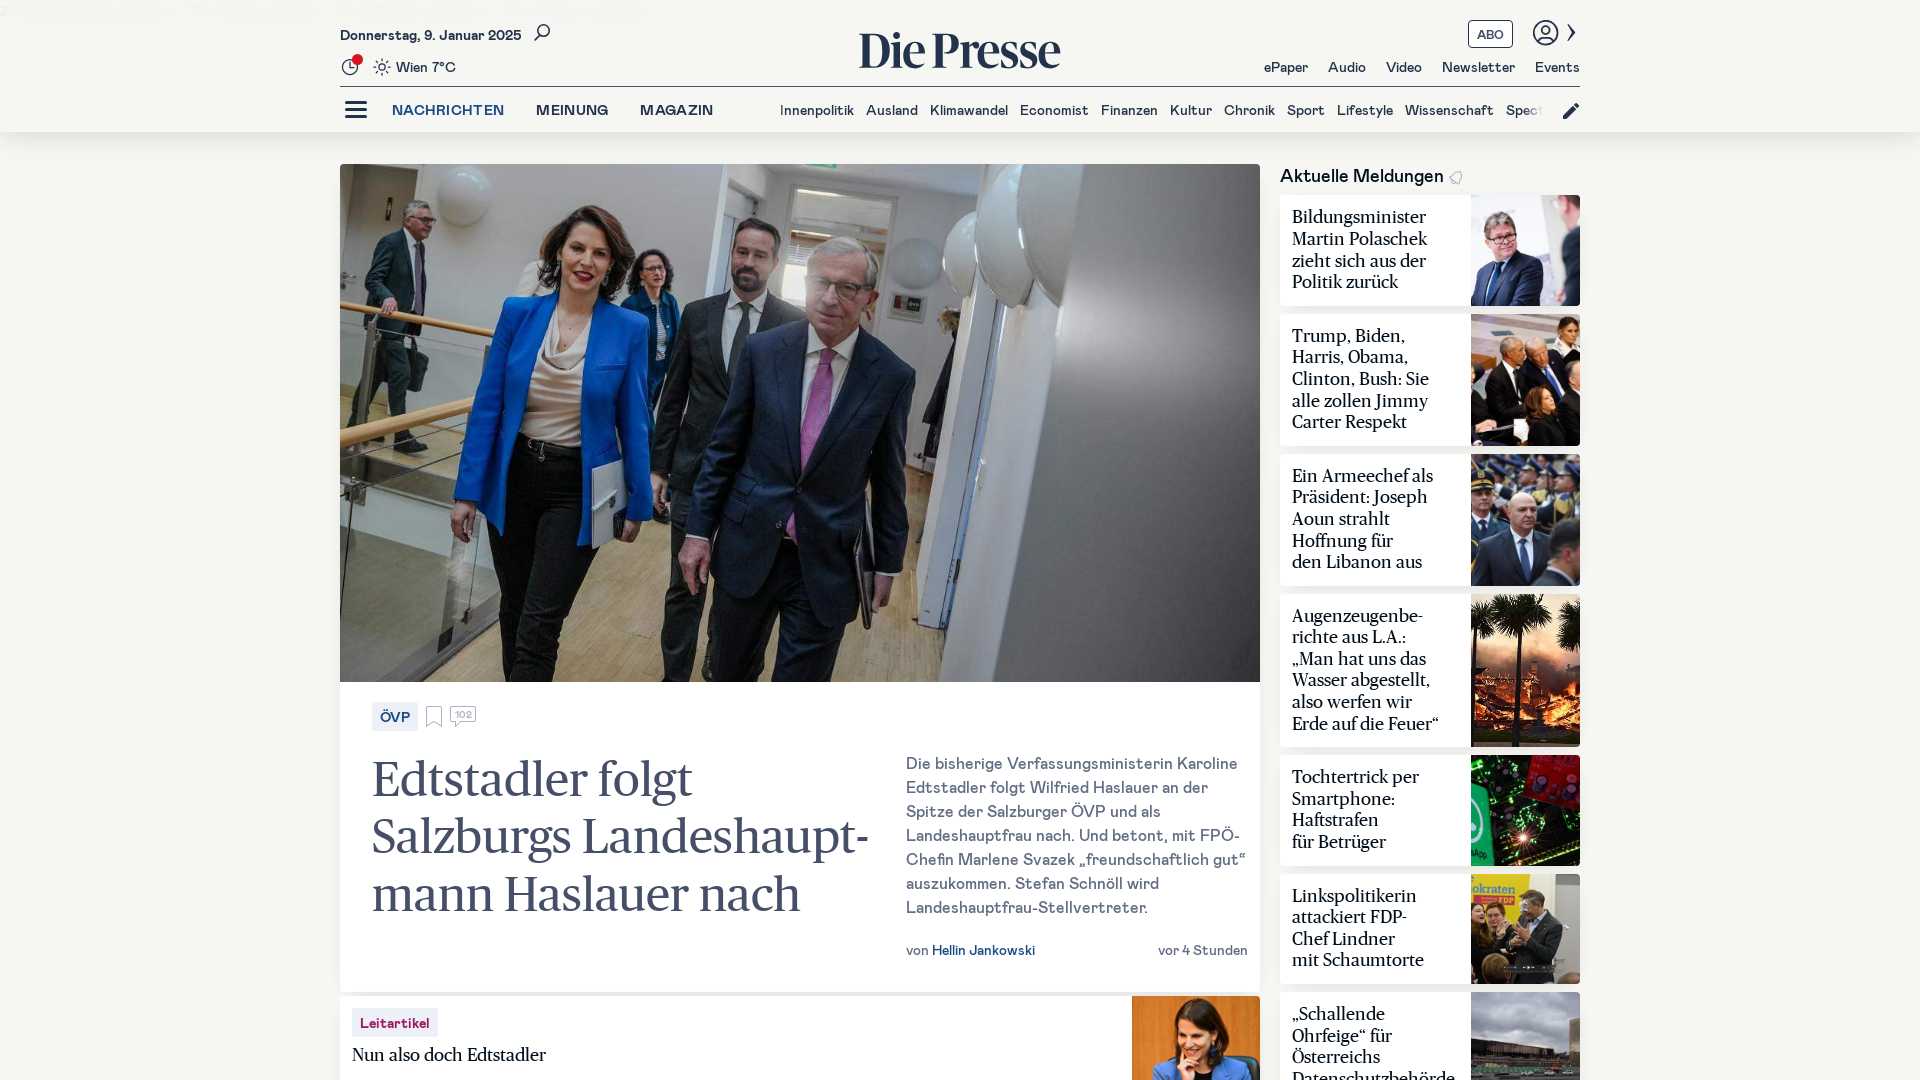 Donnerstag, 9. Januar 2025
Wien 7°C
Die Presse
ABO
ePaper Audio Video Newsletter Events
NACHRICHTEN MEINUNG MAGAZIN
Innenpolitik Ausland Klimawandel Economist Finanzen Kultur Chronik Sport Lifestyle Wissenschaft Spect
ÖVP
102
Edtstadler folgt
Salzburgs Landeshaupt-
mann Haslauer nach
Die bisherige Verfassungsministerin Karoline
Edtstadler folgt Wilfried Haslauer an der
Spitze der Salzburger ÖVP und als
Landeshauptfrau nach. Und betont, mit FPÖ-
Chefin Marlene Svazek „freundschaftlich gut“
auszukommen. Stefan Schnöll wird
Landeshauptfrau-Stellvertreter.
von Hellin Jankowski
vor 4 Stunden
Leitartikel
Nun also doch Edtstadler
Aktuelle Meldungen
Bildungsminister
Martin Polaschek
zieht sich aus der
Politik zurück
Trump, Biden,
Harris, Obama,
Clinton, Bush: Sie
alle zollen Jimmy
Carter Respekt
Ein Armeechef als
Präsident: Joseph
Aoun strahlt
Hoffnung für
den Libanon aus
Augenzeugenbe-
richte aus L.A.:
„Man hat uns das
Wasser abgestellt,
also werfen wir
Erde auf die Feuer“
Tochtertrick per
Smartphone:
Haftstrafen
für Betrüger
Linkspolitikerin
attackiert FDP-
Chef Lindner
mit Schaumtorte
okraten
FDP
„Schallende
Ohrfeige“ für
Österreichs
Datenschutzbehörde